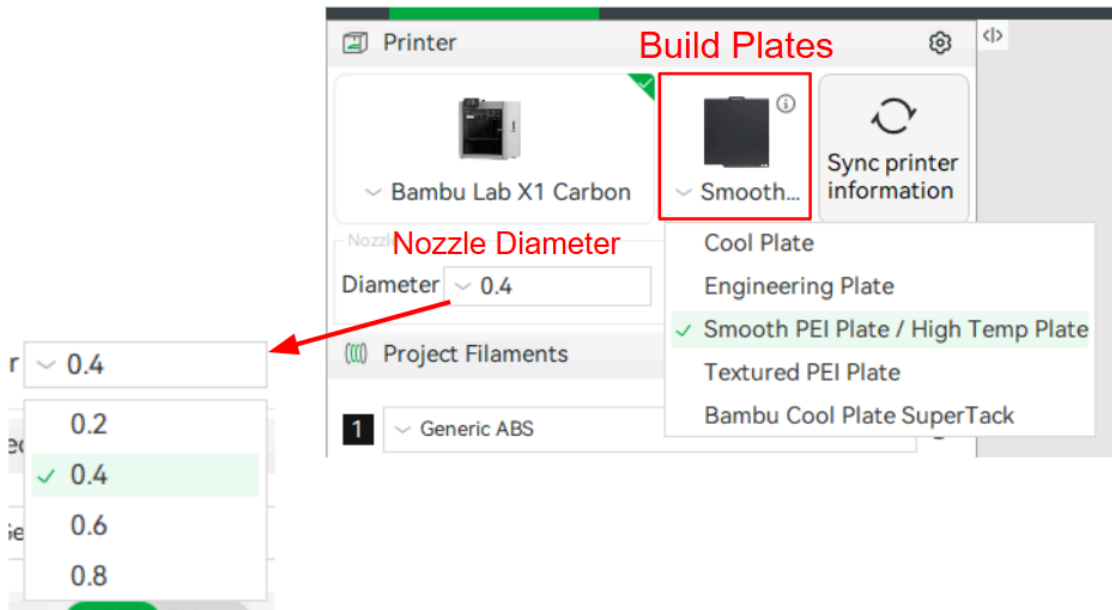 Printer
Build Plates
Bambu Lab X1 Carbon
Smooth...
Sync printer
information
Nozzle Diameter
Diameter
0.4
Cool Plate
Engineering Plate
Smooth PEI Plate / High Temp Plate
Textured PEI Plate
Bambu Cool Plate SuperTack
Project Filaments
1 Generic ABS
r 0.4
0.2
0.4
0.6
0.8